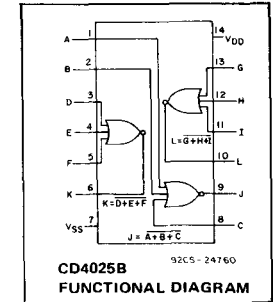 14
A 1 VDD
B 2 13 G
D 3
12 H
E 4
11 I
L=G+H+I
F 5 10 L
K 6 9 J
K=D+E+F
VSS 7 8 C
J = A+B+C
92CS-24760
CD4025B
FUNCTIONAL DIAGRAM